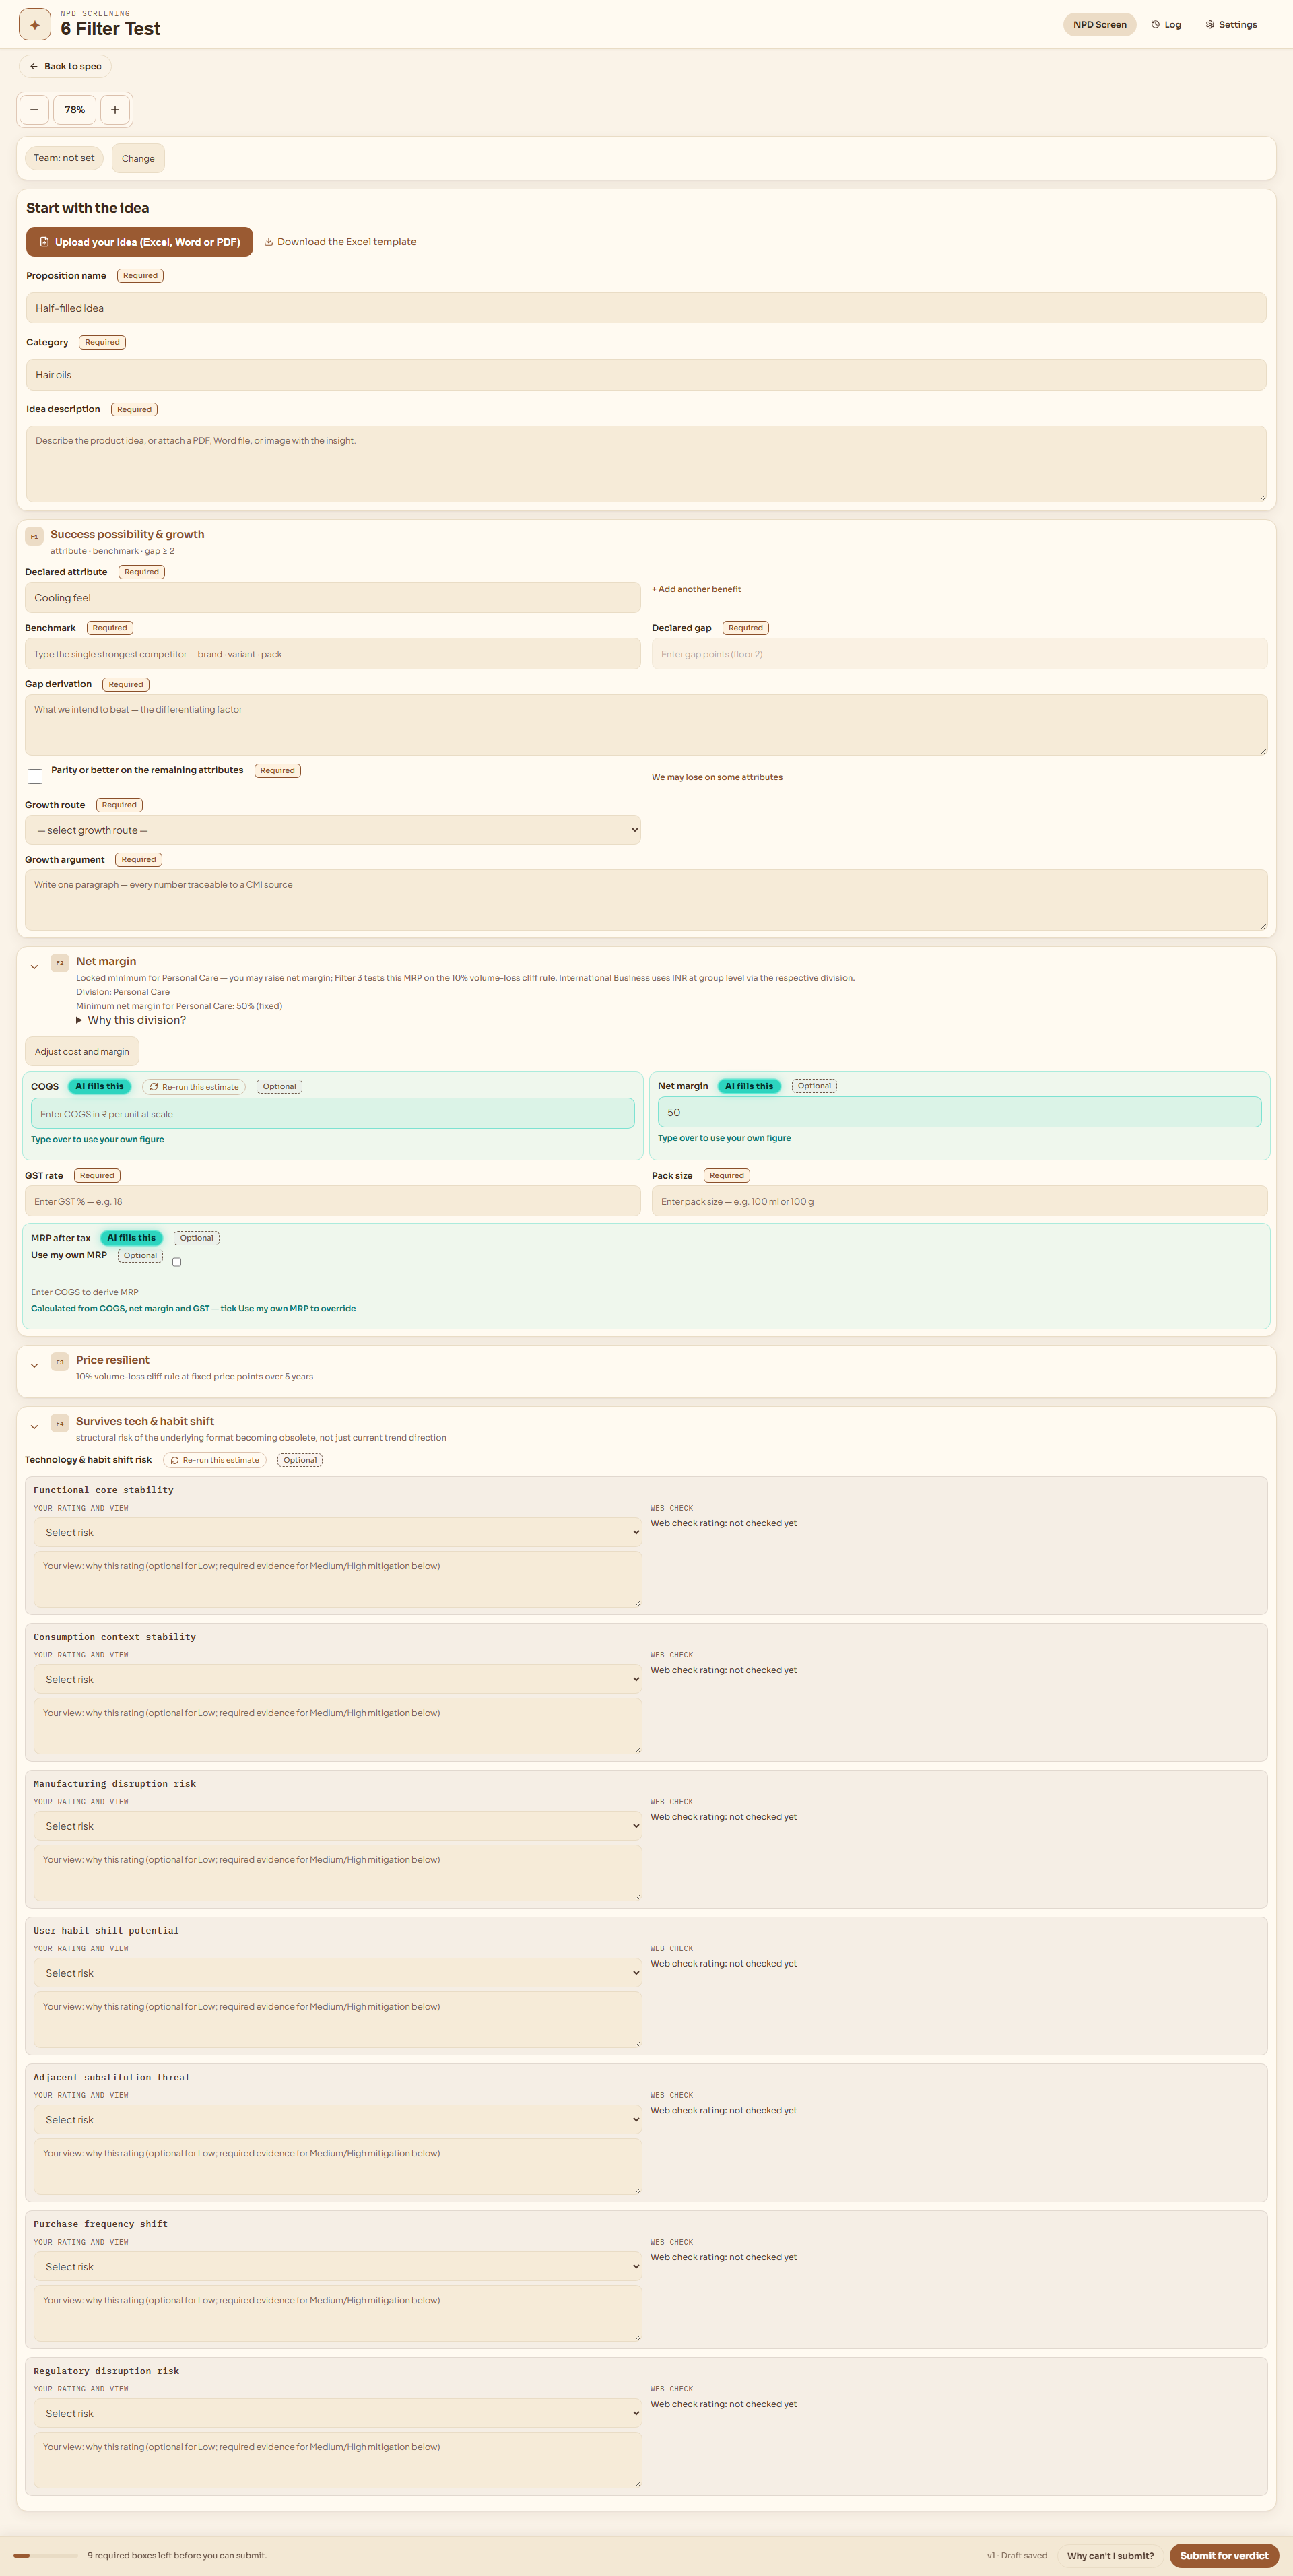 NPD SCREENING
6 Filter Test
NPD Screen
Log
Settings
Back to spec
78%
Team: not set
Change
Start with the idea
Upload your idea (Excel, Word or PDF)
Download the Excel template
Proposition name Required
Half-filled idea
Category Required
Hair oils
Idea description Required
Describe the product idea, or attach a PDF, Word file, or image with the insight.
F1
Success possibility & growth
attribute · benchmark · gap ≥ 2
Declared attribute Required
Cooling feel
+ Add another benefit
Benchmark Required
Type the single strongest competitor — brand · variant · pack
Declared gap Required
Enter gap points (floor 2)
Gap derivation Required
What we intend to beat — the differentiating factor
Parity or better on the remaining attributes Required
We may lose on some attributes
Growth route Required
— select growth route —
Growth argument Required
Write one paragraph — every number traceable to a CMI source
F2
Net margin
Locked minimum for Personal Care — you may raise net margin; Filter 3 tests this MRP on the 10% volume-loss cliff rule. International Business uses INR at group level via the respective division.
Division: Personal Care
Minimum net margin for Personal Care: 50% (fixed)
Why this division?
Adjust cost and margin
COGS AI fills this Re-run this estimate Optional
Enter COGS in ₹ per unit at scale
Type over to use your own figure
Net margin AI fills this Optional
50
Type over to use your own figure
GST rate Required
Enter GST % — e.g. 18
Pack size Required
Enter pack size — e.g. 100 ml or 100 g
MRP after tax AI fills this Optional
Use my own MRP Optional
Enter COGS to derive MRP
Calculated from COGS, net margin and GST — tick Use my own MRP to override
F3
Price resilient
10% volume-loss cliff rule at fixed price points over 5 years
F4
Survives tech & habit shift
structural risk of the underlying format becoming obsolete, not just current trend direction
Technology & habit shift risk Re-run this estimate Optional
Functional core stability
YOUR RATING AND VIEW
Select risk
Your view: why this rating (optional for Low; required evidence for Medium/High mitigation below)
WEB CHECK
Web check rating: not checked yet
Consumption context stability
YOUR RATING AND VIEW
Select risk
Your view: why this rating (optional for Low; required evidence for Medium/High mitigation below)
WEB CHECK
Web check rating: not checked yet
Manufacturing disruption risk
YOUR RATING AND VIEW
Select risk
Your view: why this rating (optional for Low; required evidence for Medium/High mitigation below)
WEB CHECK
Web check rating: not checked yet
User habit shift potential
YOUR RATING AND VIEW
Select risk
Your view: why this rating (optional for Low; required evidence for Medium/High mitigation below)
WEB CHECK
Web check rating: not checked yet
Adjacent substitution threat
YOUR RATING AND VIEW
Select risk
Your view: why this rating (optional for Low; required evidence for Medium/High mitigation below)
WEB CHECK
Web check rating: not checked yet
Purchase frequency shift
YOUR RATING AND VIEW
Select risk
Your view: why this rating (optional for Low; required evidence for Medium/High mitigation below)
WEB CHECK
Web check rating: not checked yet
Regulatory disruption risk
YOUR RATING AND VIEW
Select risk
Your view: why this rating (optional for Low; required evidence for Medium/High mitigation below)
WEB CHECK
Web check rating: not checked yet
9 required boxes left before you can submit.
v1 · Draft saved
Why can't I submit?
Submit for verdict